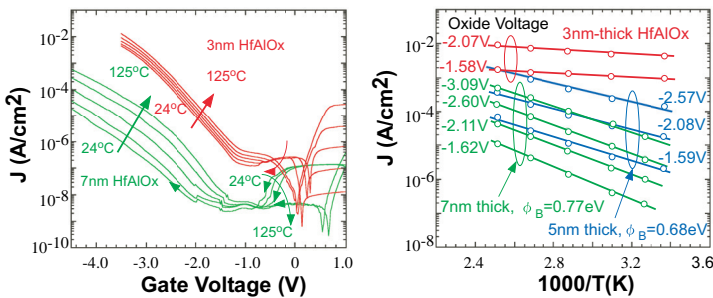 10⁻²
3nm HfAlOx
125°C
125°C
10⁻⁴
24°C
10⁻⁶
24°C
24°C
7nm HfAlOx
10⁻⁸
125°C
10⁻¹⁰
J (A/cm2)
-4.0 -3.0 -2.0 -1.0 0.0 1.0
Gate Voltage (V)
Oxide Voltage 3nm-thick HfAlOx
10⁻²
-2.07V
-1.58V
-3.09V
-2.57V
10⁻⁴
-2.60V
-2.08V
-2.11V
-1.59V
-1.62V
10⁻⁶
7nm thick, ϕB=0.77eV
5nm thick, ϕB=0.68eV
10⁻⁸
J (A/cm2)
2.4 2.8 3.2 3.6
1000/T(K)